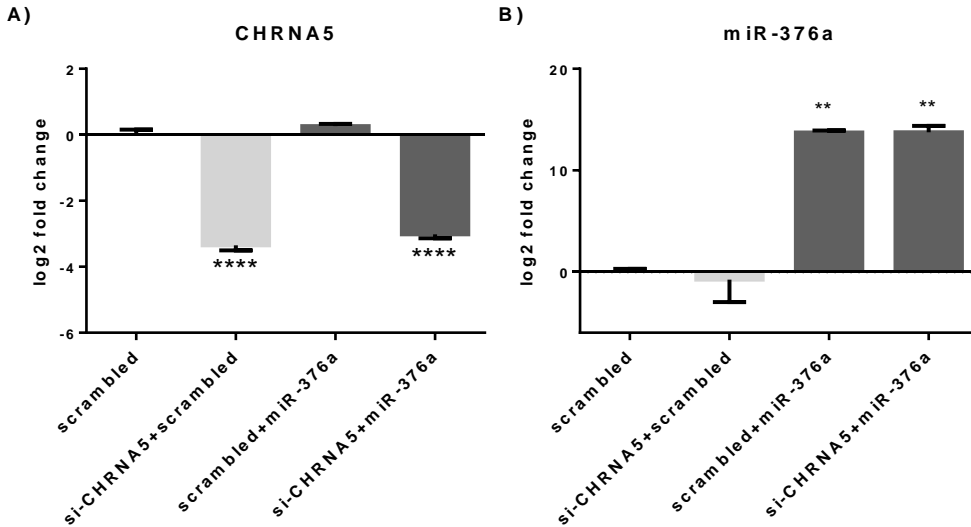 A)
CHRNA5
log2 fold change
2
0
-2
-4
-6
****
****
scrambled
si-CHRNA5+scrambled
scrambled+miR-376a
si-CHRNA5+miR-376a
B)
miR-376a
log2 fold change
20
10
0
**
**
scrambled
si-CHRNA5+scrambled
scrambled+miR-376a
si-CHRNA5+miR-376a